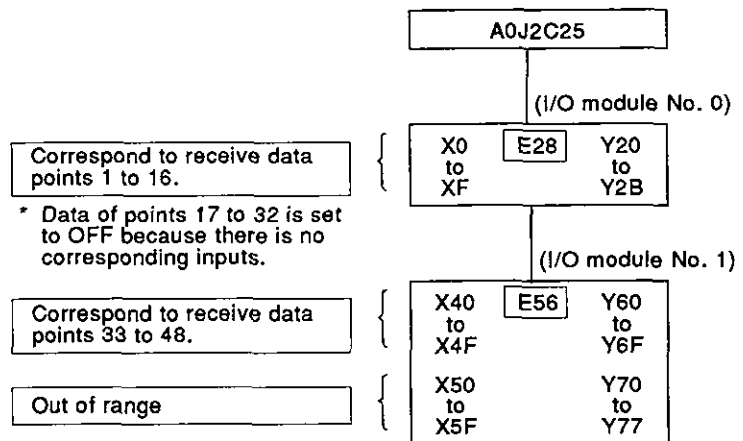 A0J2C25
(I/O module No. 0)
Correspond to receive data
points 1 to 16.
X0
to
XF
E28
Y20
to
Y2B
* Data of points 17 to 32 is set
to OFF because there is no
corresponding inputs.
(I/O module No. 1)
Correspond to receive data
points 33 to 48.
X40
to
X4F
E56
Y60
to
Y6F
Out of range
X50
to
X5F
Y70
to
Y77